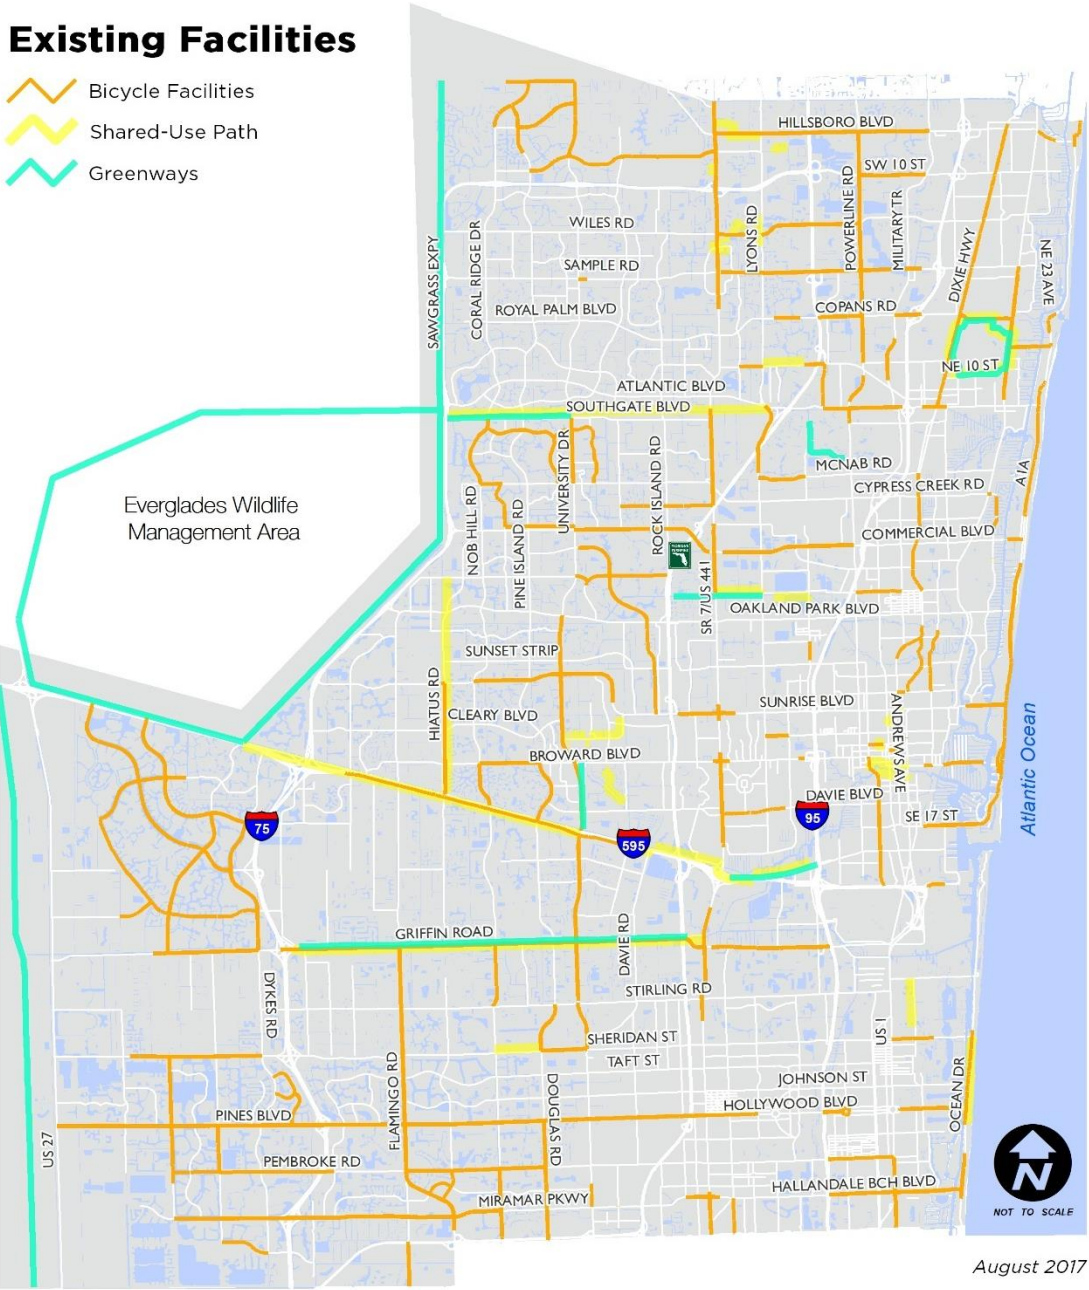 Existing Facilities
Bicycle Facilities
Shared-Use Path
Greenways
HILLSBORO BLVD
SW 10 ST
POWERLINE RD
MILITARY TR
LYONS RD
WILES RD
CORAL RIDGE DR
SAWGRASS EXPY
DIXIE HWY
NE 23 AVE
SAMPLE RD
ROYAL PALM BLVD
COPANS RD
NE 10 ST
ATLANTIC BLVD
SOUTHGATE BLVD
UNIVERSITY DR
ROCK ISLAND RD
MCNAB RD
A1A
CYPRESS CREEK RD
Everglades Wildlife
Management Area
NOB HILL RD
PINE ISLAND RD
COMMERCIAL BLVD
SR 7/US 441
OAKLAND PARK BLVD
SUNSET STRIP
HIATUS RD
SUNRISE BLVD
ANDREWS AVE
CLEARY BLVD
BROWARD BLVD
Atlantic Ocean
DAVIE BLVD
SE 17 ST
75
595
95
GRIFFIN ROAD
DAVIE RD
DYKES RD
STIRLING RD
US 1
SHERIDAN ST
TAFT ST
FLAMINGO RD
DOUGLAS RD
JOHNSON ST
OCEAN DR
HOLLYWOOD BLVD
PINES BLVD
US 27
PEMBROKE RD
HALLANDALE BCH BLVD
MIRAMAR PKWY
N
NOT TO SCALE
August 2017